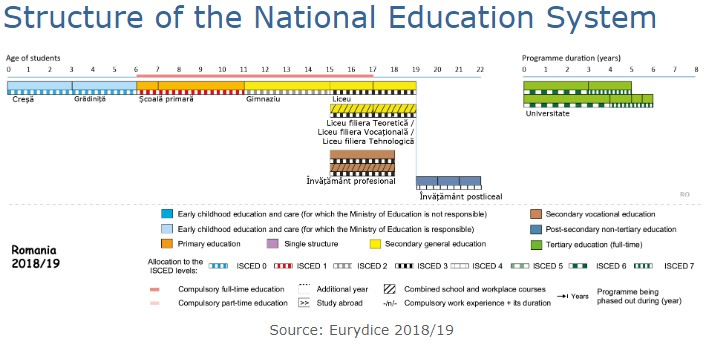 Structure of the National Education System
Age of students
Programme duration (years)
0 1 2 3 4 5 6 7 8 9 10 11 12 13 14 15 16 17 18 19 20 21 22
0 1 2 3 4 5 6 7 8
Creşă Grădiniţă Şcoală primară Gimnaziu Liceu
Universitate
Liceu filiera Teoretică /
Liceu filiera Vocaţională /
Liceu filiera Tehnologică
Învăţământ profesional
Învăţământ postliceal
RO
Romania
2018/19
Early childhood education and care (for which the Ministry of Education is not responsible)
Secondary vocational education
Early childhood education and care (for which the Ministry of Education is responsible)
Post-secondary non-tertiary education
Primary education Single structure Secondary general education Tertiary education (full-time)
Allocation to the
ISCED levels: ISCED 0 ISCED 1 ISCED 2 ISCED 3 ISCED 4 ISCED 5 ISCED 6 ISCED 7
Compulsory full-time education Additional year Combined school and workplace courses Years Programme being
phased out during (year)
Compulsory part-time education >> Study abroad -/n/- Compulsory work experience + its duration
Source: Eurydice 2018/19